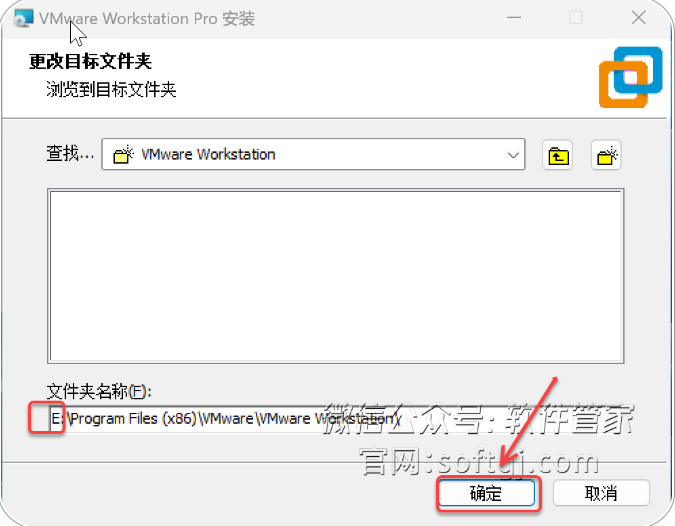 VMware Workstation Pro 安装
更改目标文件夹
浏览到目标文件夹
查找...
VMware Workstation
文件夹名称(F):
E:\Program Files (x86)\VMware\VMware Workstation\
微信公众号:软件管家
官网:softgj.com
确定
取消